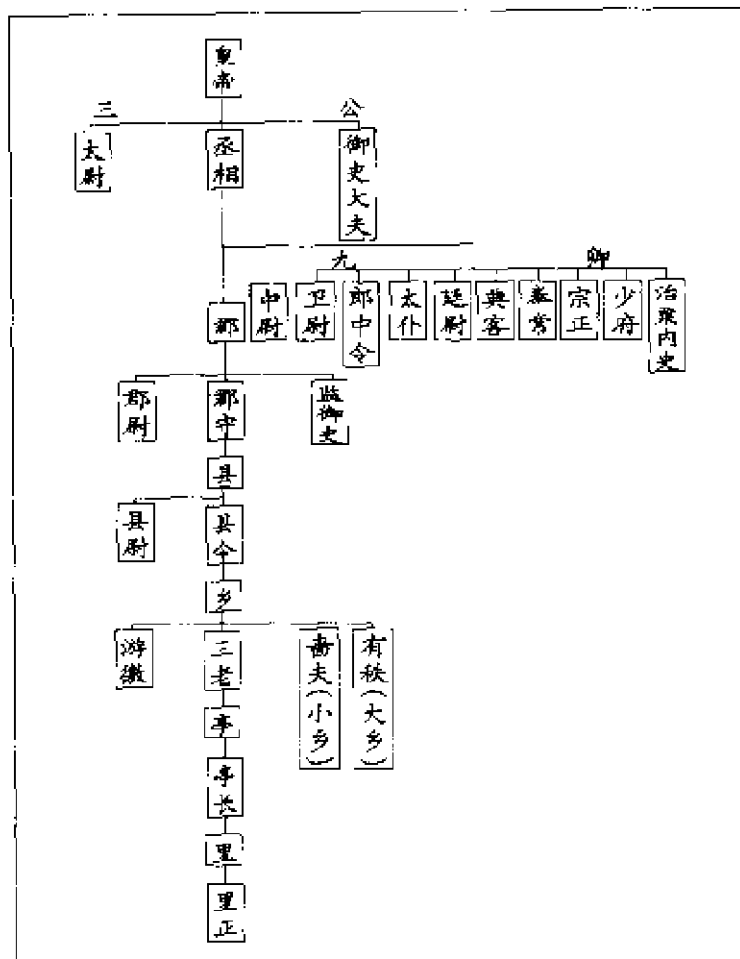 皇帝
三公
太尉
丞相
御史大夫
九卿
郡
中尉
卫尉
郎中令
太仆
廷尉
典客
奉常
宗正
少府
治粟内史
郡尉
郡守
监御史
县
县尉
县令
乡
游徼
三老
啬夫(小乡)
有秩(大乡)
亭
亭长
里
里正